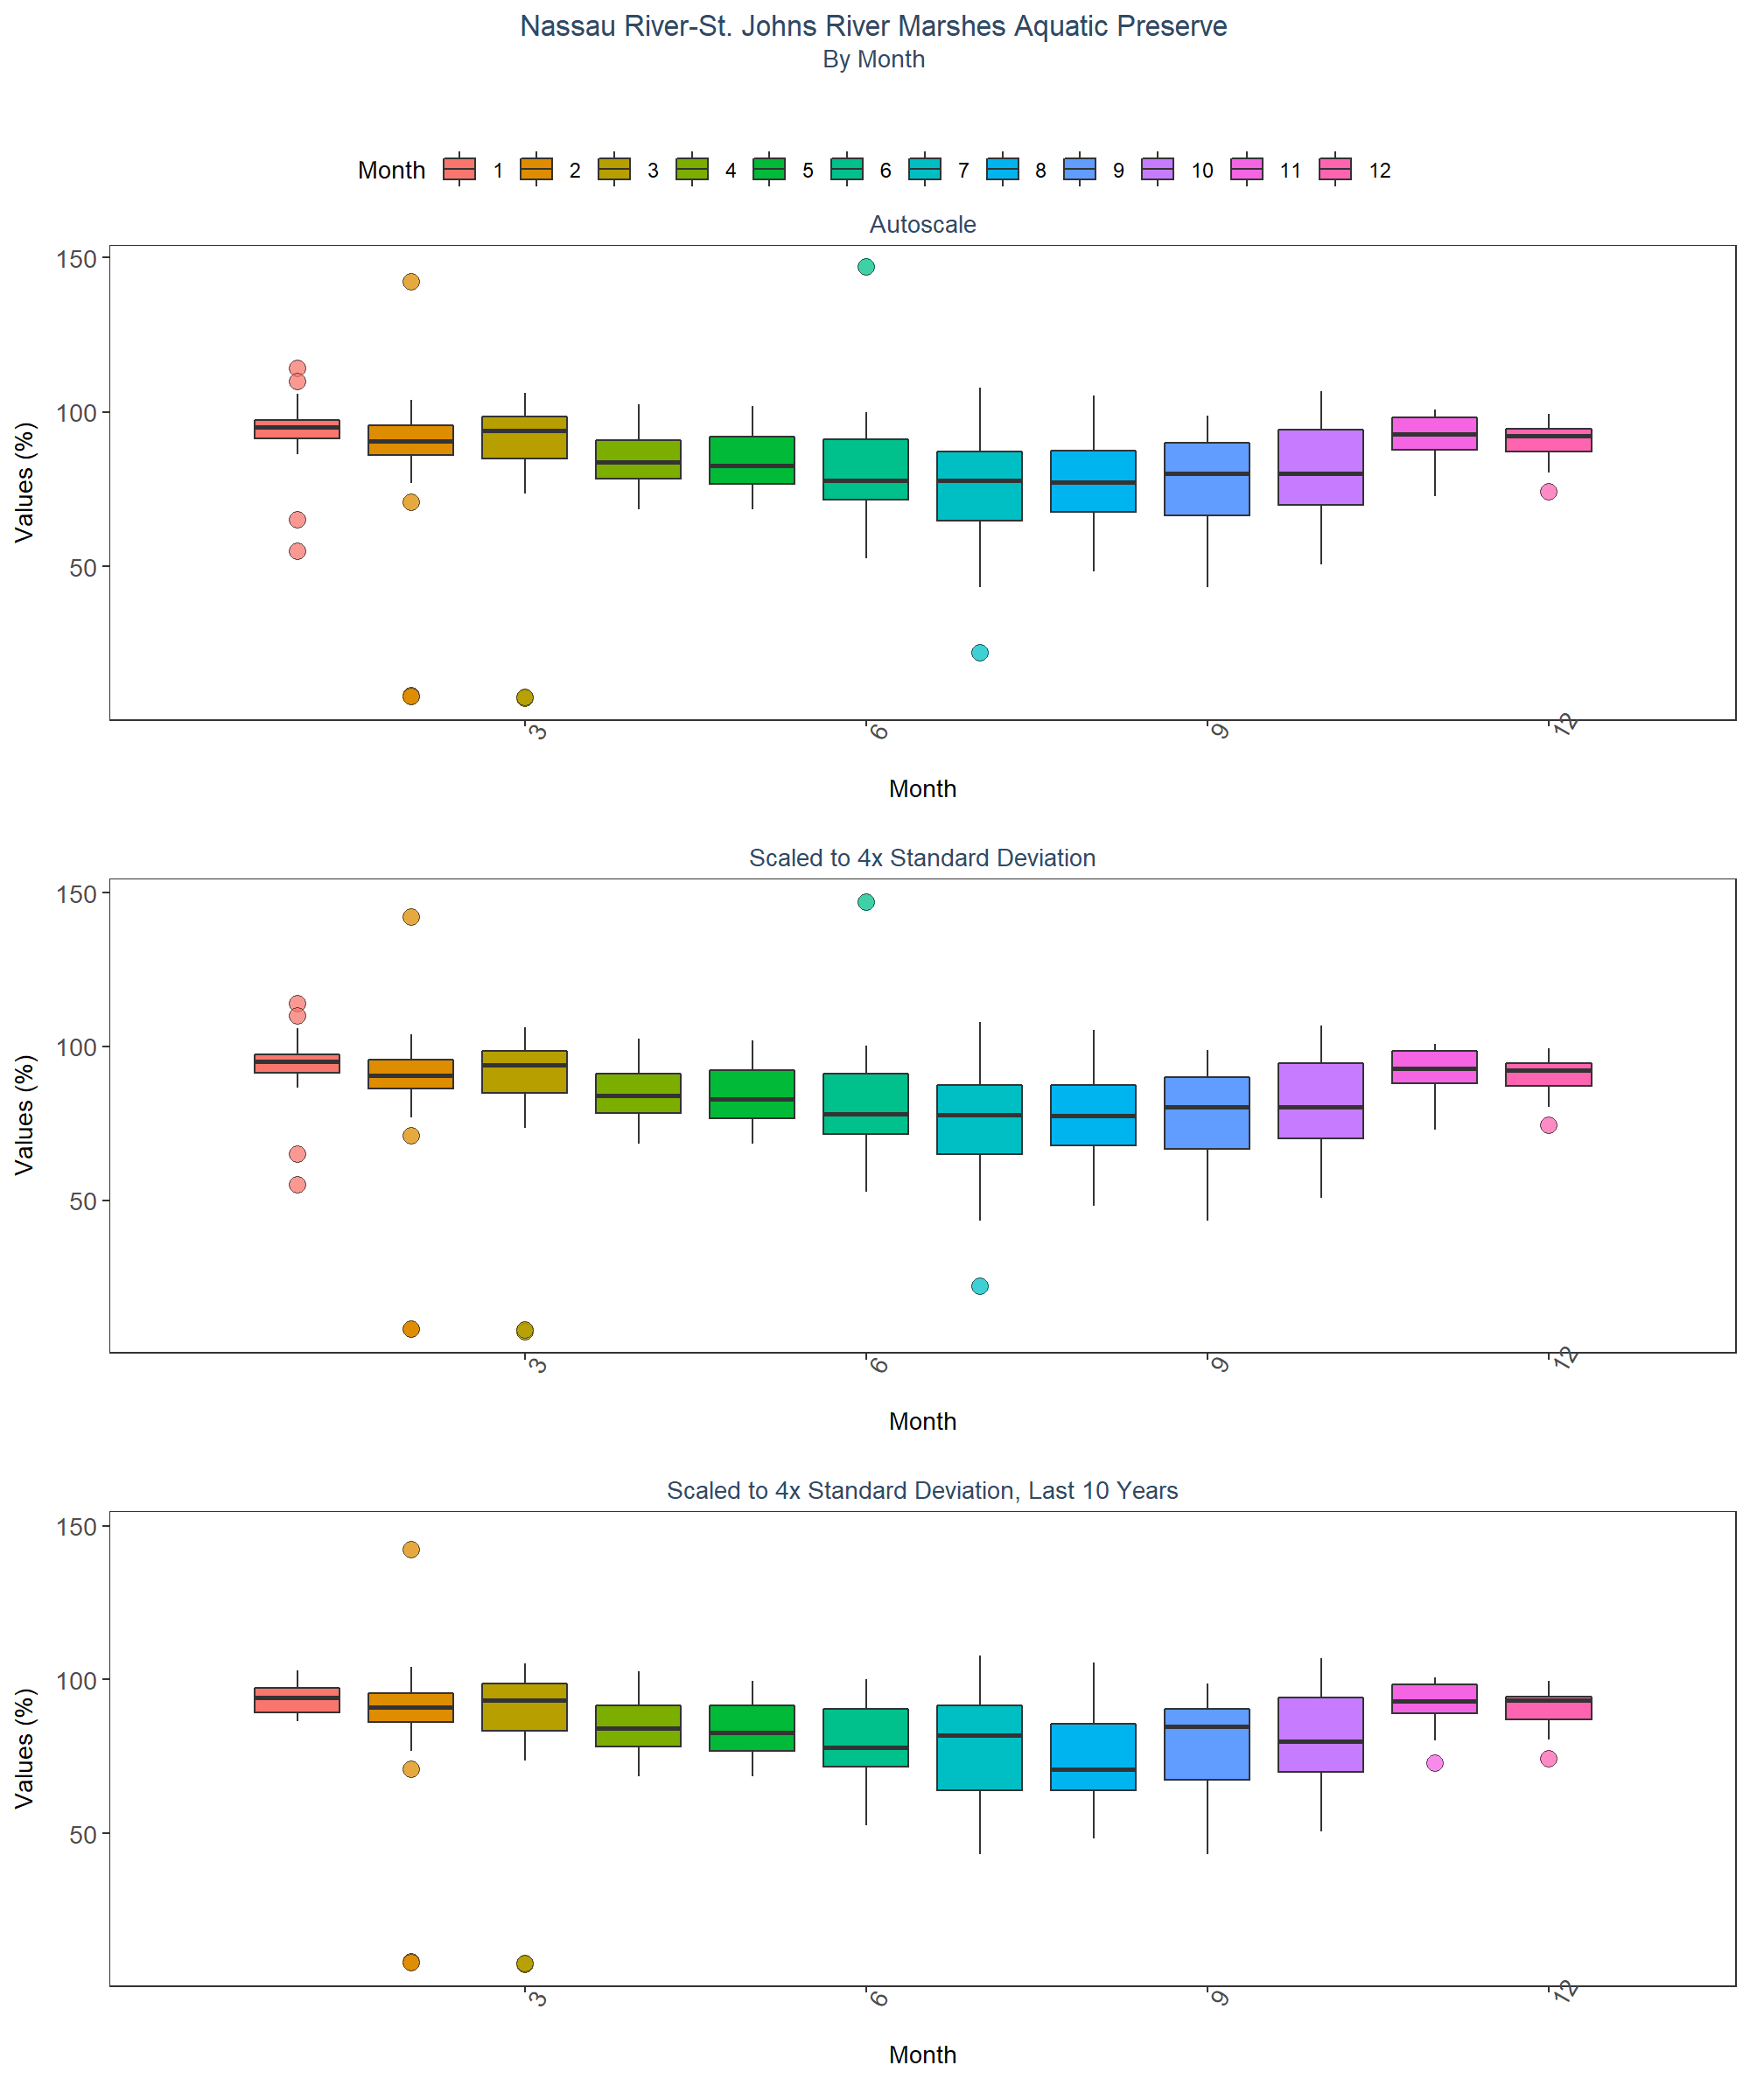 Nassau River-St. Johns River Marshes Aquatic Preserve
By Month
Month 1 2 3 4 5 6 7 8 9 10 11 12
Autoscale
150
100
50
Values (%)
3 6 9 12
Month
Scaled to 4x Standard Deviation
150
100
50
Values (%)
3 6 9 12
Month
Scaled to 4x Standard Deviation, Last 10 Years
150
100
50
Values (%)
3 6 9 12
Month